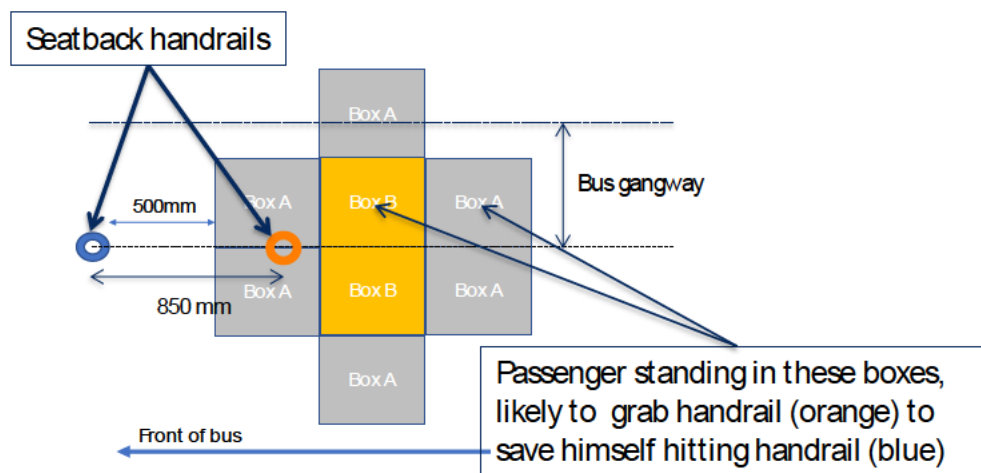 Seatback handrails
Box A
Bus gangway
500mm
Box A
Box B
Box A
850 mm
Box A
Box B
Box A
Box A
Front of bus
Passenger standing in these boxes,
likely to grab handrail (orange) to
save himself hitting handrail (blue)